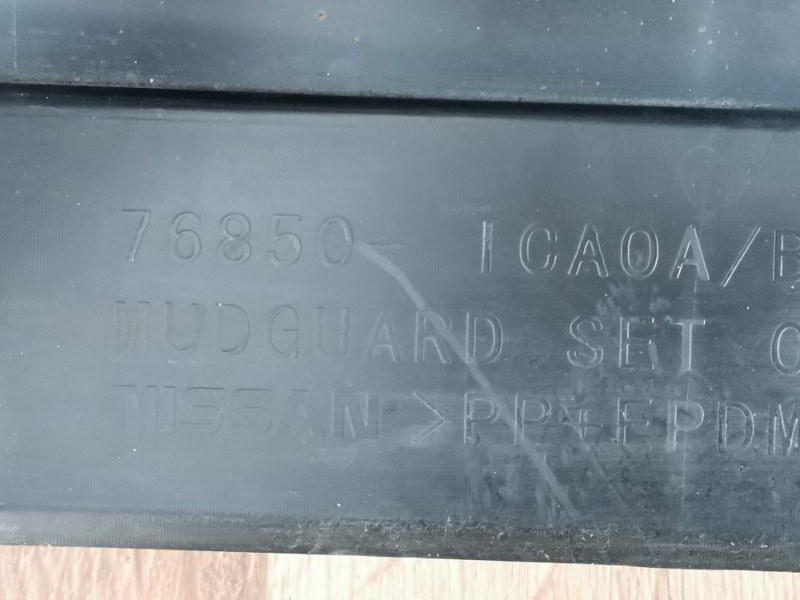 76850- 1CA0A/B
MUDGUARD SET O
NISSAN >PP+EPDM